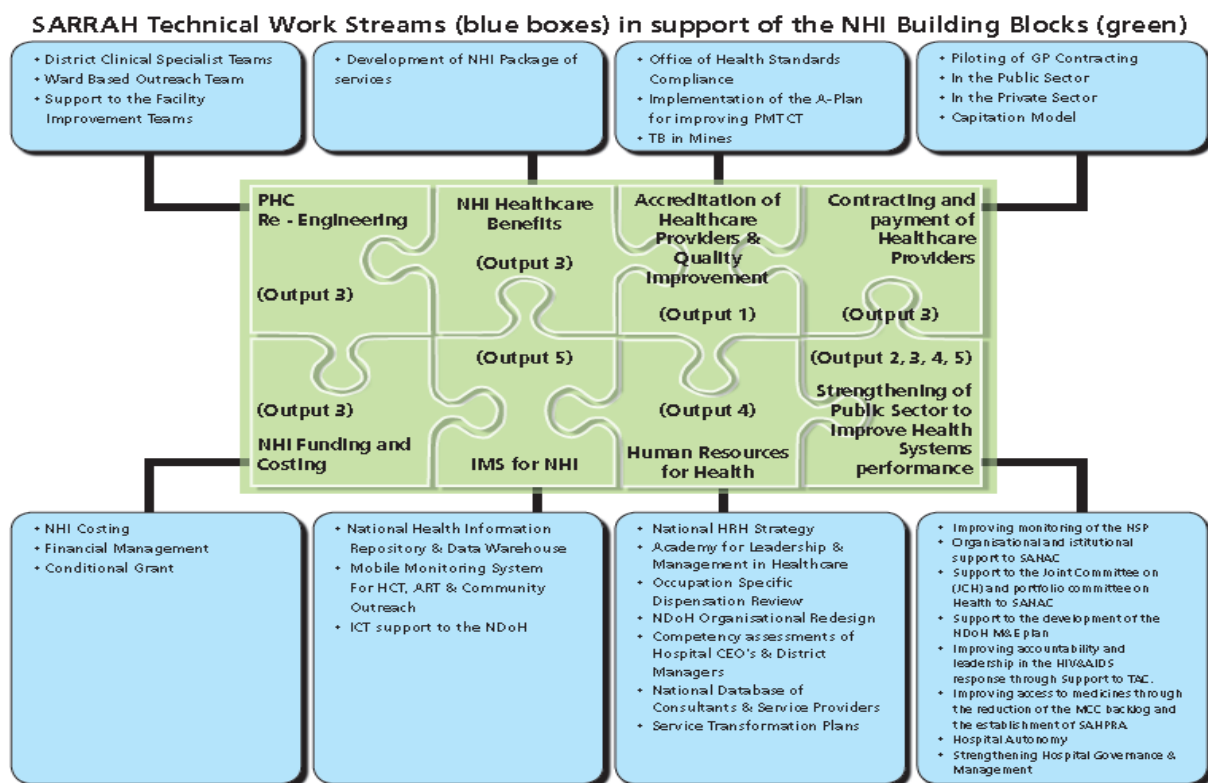 SARRAH Technical Work Streams (blue boxes) in support of the NHI Building Blocks (green)
• District Clinical Specialist Teams
• Ward Based Outreach Team
• Support to the Facility
Improvement Teams
• Development of NHI Package of
services
• Office of Health Standards
Compliance
• Implementation of the A-Plan
for improving PMTCT
• TB in Mines
• Piloting of GP Contracting
• In the Public Sector
• In the Private Sector
• Capitation Model
PHC
Re - Engineering
(Output 3)
NHI Healthcare
Benefits
(Output 3)
Accreditation of
Healthcare
Providers &
Quality
Improvement
(Output 1)
Contracting and
payment of
Healthcare
Providers
(Output 3)
(Output 3)
NHI Funding and
Costing
(Output 5)
IMS for NHI
(Output 4)
Human Resources
for Health
(Output 2, 3, 4, 5)
Strengthening of
Public Sector to
Improve Health
Systems
performance
• NHI Costing
• Financial Management
• Conditional Grant
• National Health Information
Repository & Data Warehouse
• Mobile Monitoring System
For HCT, ART & Community
Outreach
• ICT support to the NDoH
• National HRH Strategy
• Academy for Leadership &
Management in Healthcare
• Occupation Specific
Dispensation Review
• NDoH Organisational Redesign
• Competency assessments of
Hospital CEO's & District
Managers
• National Database of
Consultants & Service Providers
• Service Transformation Plans
• Improving monitoring of the NSP
• Organisational and istitutional
support to SANAC
• Support to the Joint Committee on
(JCH) and portfolio committee on
Health to SANAC
• Support to the development of the
NDoH M&E plan
• Improving accountability and
leadership in the HIV&AIDS
response through Support to TAC.
• Improving access to medicines through
the reduction of the MCC backlog and
the establishment of SAHPRA
• Hospital Autonomy
• Strengthening Hospital Governance &
Management